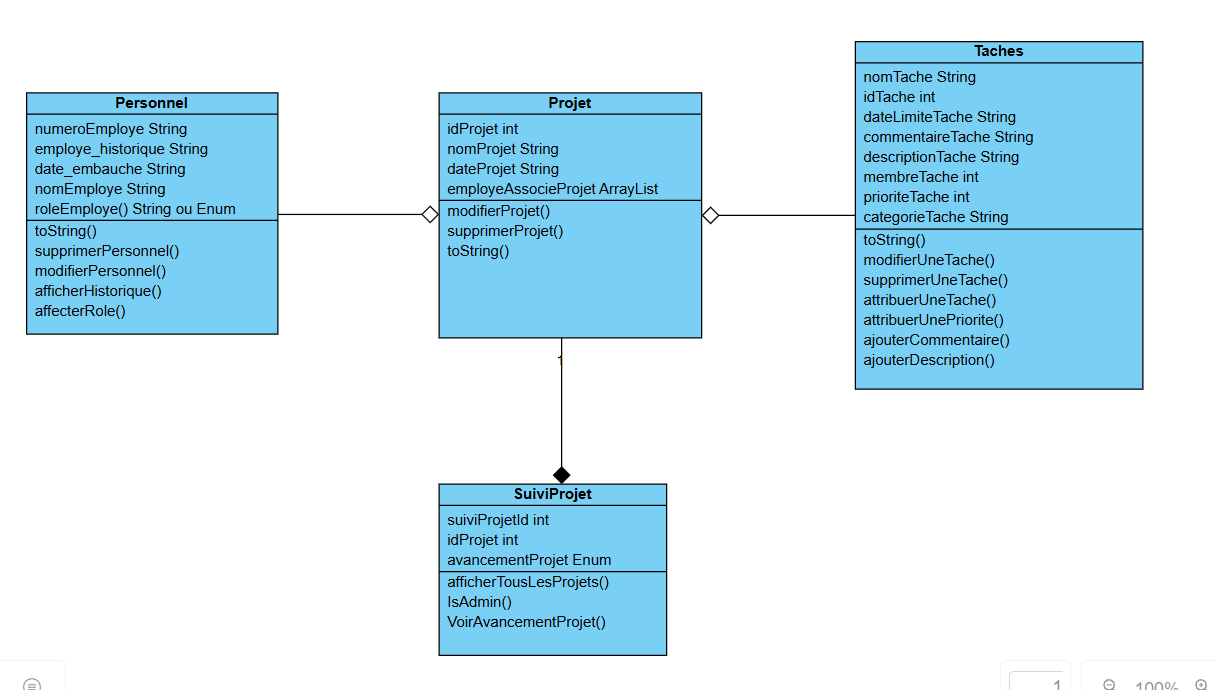 Personnel
numeroEmploye String
employe_historique String
date_embauche String
nomEmploye String
roleEmploye() String ou Enum
toString()
supprimerPersonnel()
modifierPersonnel()
afficherHistorique()
affecterRole()
Projet
idProjet int
nomProjet String
dateProjet String
employeAssocieProjet ArrayList
modifierProjet()
supprimerProjet()
toString()
Taches
nomTache String
idTache int
dateLimiteTache String
commentaireTache String
descriptionTache String
membreTache int
prioriteTache int
categorieTache String
toString()
modifierUneTache()
supprimerUneTache()
attribuerUneTache()
attribuerUnePriorite()
ajouterCommentaire()
ajouterDescription()
1
SuiviProjet
suiviProjetId int
idProjet int
avancementProjet Enum
afficherTousLesProjets()
IsAdmin()
VoirAvancementProjet()
1
100%